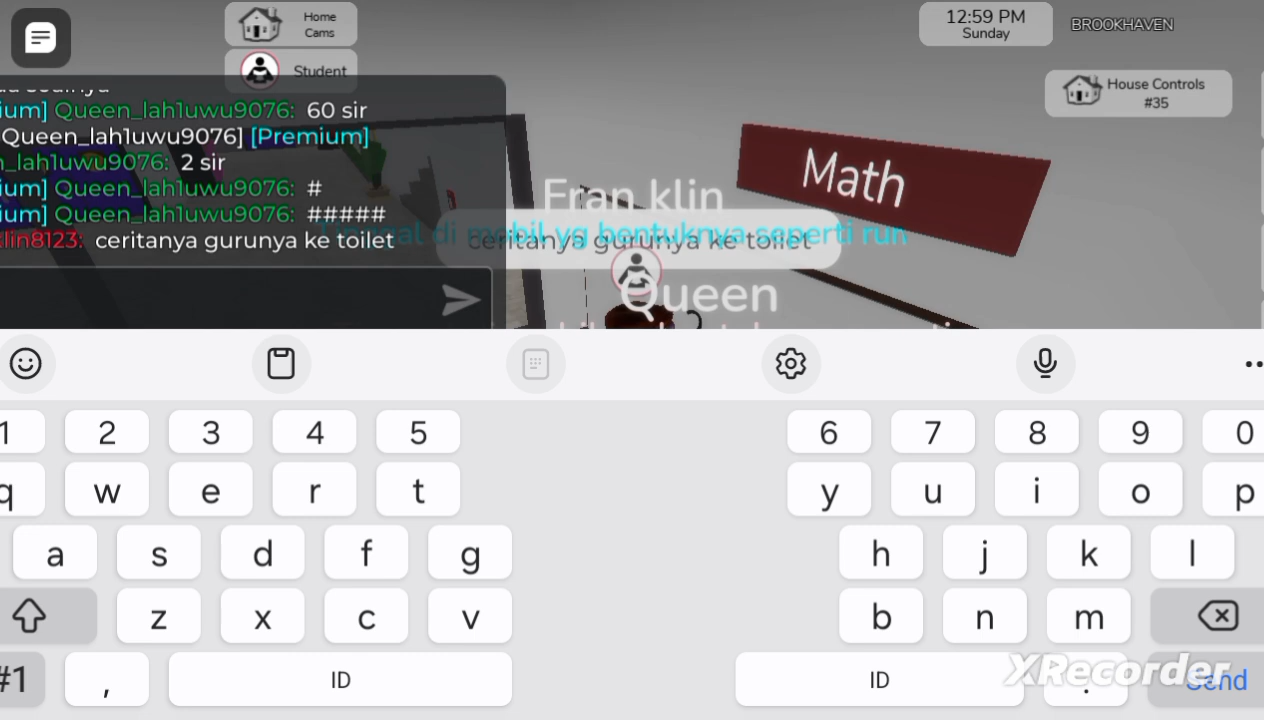 Home
Cams
Student
12:59 PM
Sunday
BROOKHAVEN
House Controls
#35
ium] Queen_lah1uwu9076: 60 sir
Queen_lah1uwu9076] [Premium]
_lah1uwu9076: 2 sir
ium] Queen_lah1uwu9076: #
ium] Queen_lah1uwu9076: #####
klin8123: ceritanya gurunya ke toilet
Math
Fran klin
Tinggal di mobil yg bentuknya seperti run
ceritanya gurunya ke toilet
Queen
1 2 3 4 5 6 7 8 9 0
q w e r t y u i o p
a s d f g h j k l
z x c v b n m
#1 , ID ID . Send
XRecorder